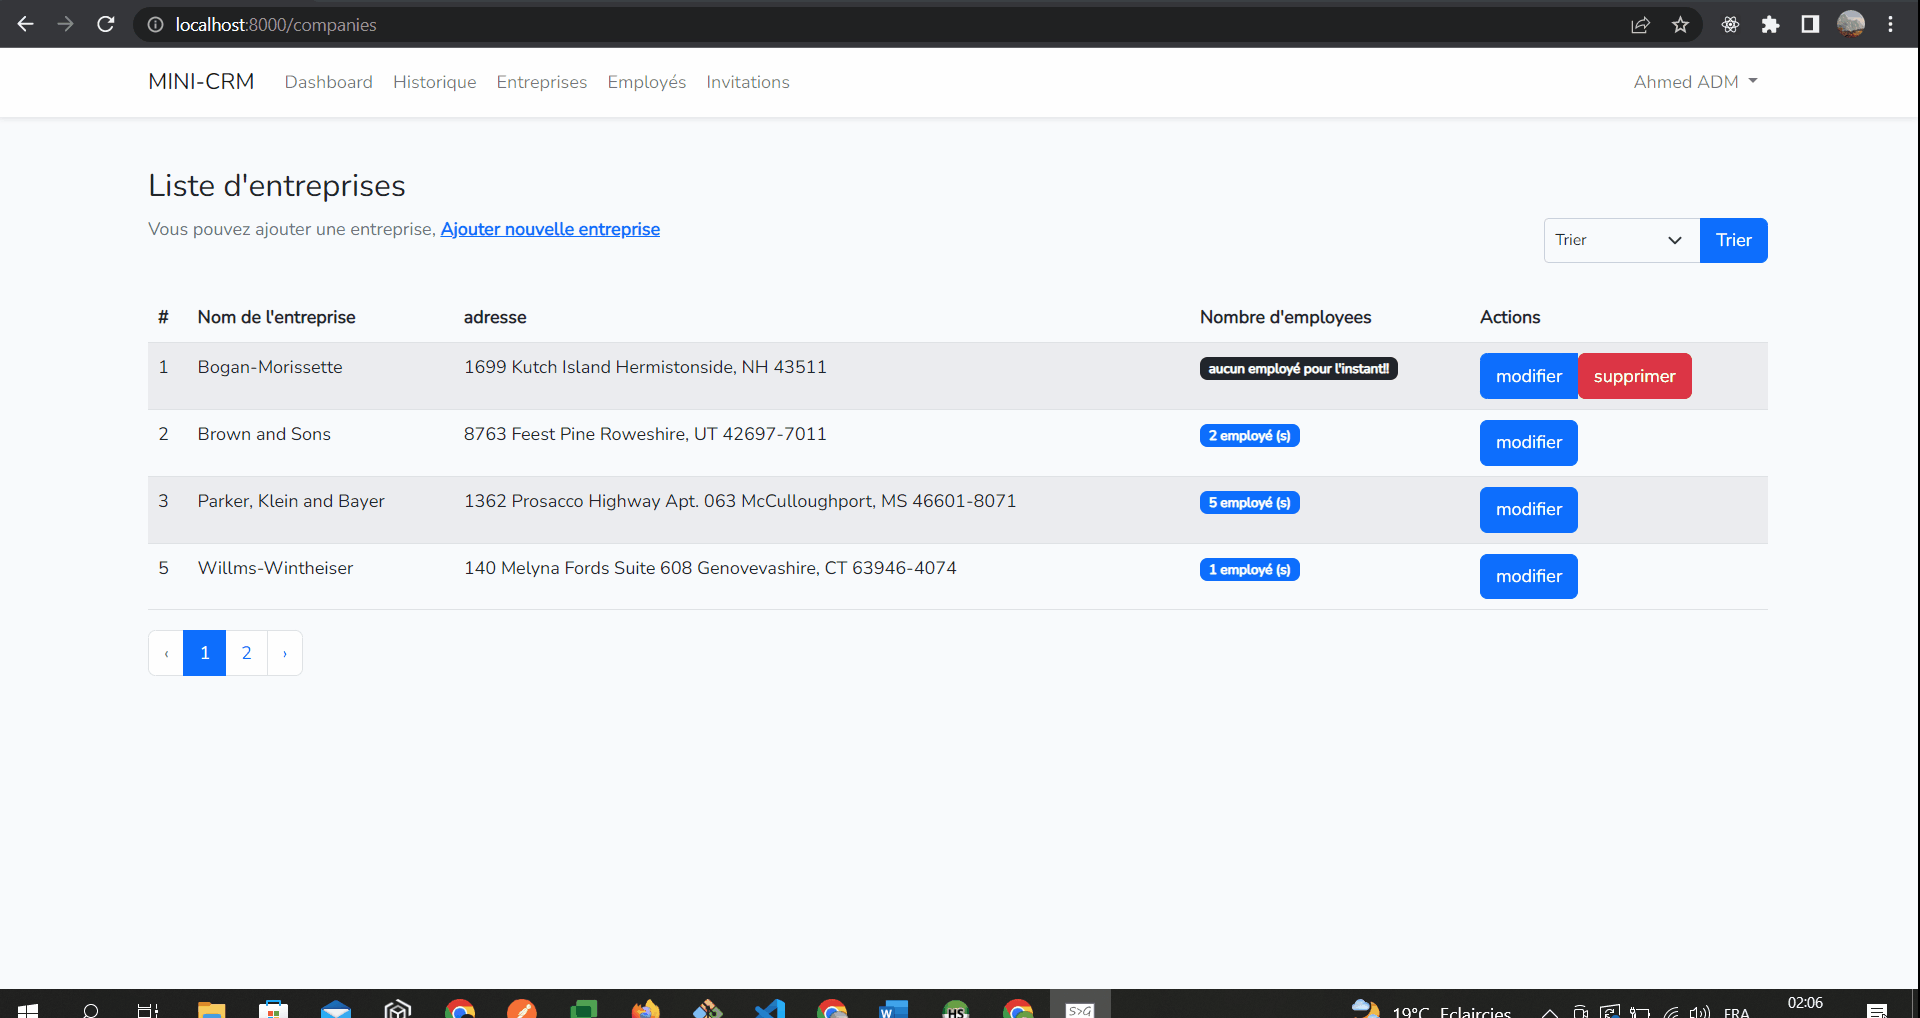 localhost:8000/companies
MINI-CRM Dashboard Historique Entreprises Employés Invitations Ahmed ADM
Liste d'entreprises
Vous pouvez ajouter une entreprise, Ajouter nouvelle entreprise
Trier Trier
# Nom de l'entreprise adresse Nombre d'employees Actions
1 Bogan-Morissette 1699 Kutch Island Hermistonside, NH 43511 aucun employé pour l'instant!! modifier supprimer
2 Brown and Sons 8763 Feest Pine Roweshire, UT 42697-7011 2 employé (s) modifier
3 Parker, Klein and Bayer 1362 Prosacco Highway Apt. 063 McCulloughport, MS 46601-8071 5 employé (s) modifier
5 Willms-Wintheiser 140 Melyna Fords Suite 608 Genovevashire, CT 63946-4074 1 employé (s) modifier
‹ 1 2 ›
W HS S>G 19°C Eclaircies FRA 02:06